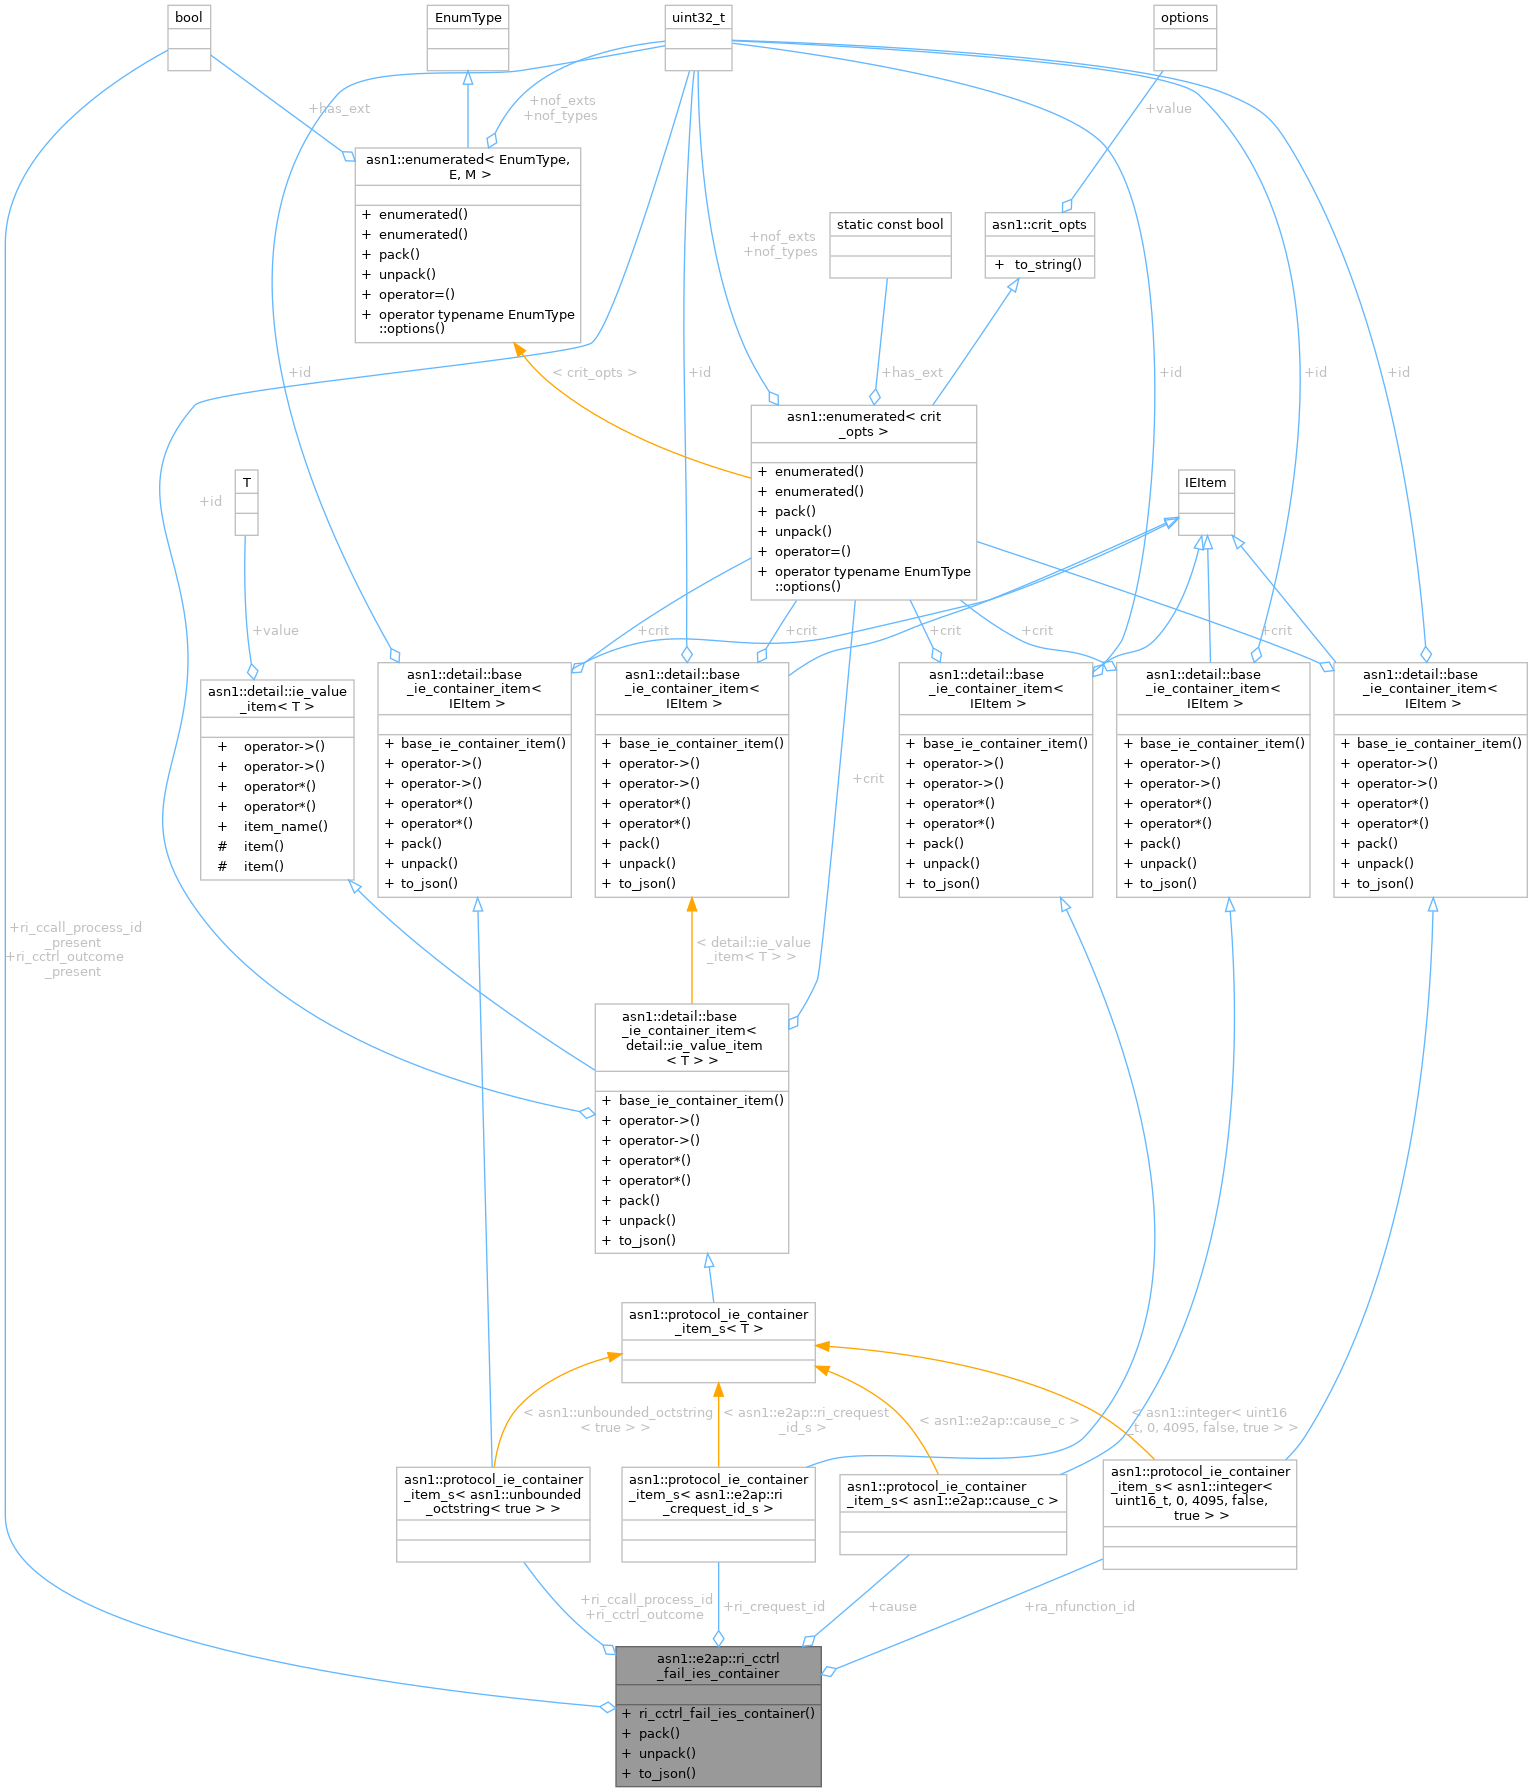 bool
EnumType
uint32_t
options
+has_ext
+nof_exts
+nof_types
+value
asn1::enumerated< EnumType,
E, M >
+ enumerated()
+ enumerated()
+ pack()
+ unpack()
+ operator=()
+ operator typename EnumType
::options()
static const bool
asn1::crit_opts
+ to_string()
+nof_exts
+nof_types
+id
< crit_opts >
+id
+has_ext
+id
+id
+id
asn1::enumerated< crit
_opts >
+ enumerated()
+ enumerated()
+ pack()
+ unpack()
+ operator=()
+ operator typename EnumType
::options()
T
+id
IEItem
+value
+crit
+crit
+crit
+crit
+crit
asn1::detail::ie_value
_item< T >
+ operator->()
+ operator->()
+ operator*()
+ operator*()
+ item_name()
# item()
# item()
asn1::detail::base
_ie_container_item<
IEItem >
+ base_ie_container_item()
+ operator->()
+ operator->()
+ operator*()
+ operator*()
+ pack()
+ unpack()
+ to_json()
asn1::detail::base
_ie_container_item<
IEItem >
+ base_ie_container_item()
+ operator->()
+ operator->()
+ operator*()
+ operator*()
+ pack()
+ unpack()
+ to_json()
+crit
asn1::detail::base
_ie_container_item<
IEItem >
+ base_ie_container_item()
+ operator->()
+ operator->()
+ operator*()
+ operator*()
+ pack()
+ unpack()
+ to_json()
asn1::detail::base
_ie_container_item<
IEItem >
+ base_ie_container_item()
+ operator->()
+ operator->()
+ operator*()
+ operator*()
+ pack()
+ unpack()
+ to_json()
asn1::detail::base
_ie_container_item<
IEItem >
+ base_ie_container_item()
+ operator->()
+ operator->()
+ operator*()
+ operator*()
+ pack()
+ unpack()
+ to_json()
+ri_ccall_process_id
_present
+ri_cctrl_outcome
_present
< detail::ie_value
_item< T > >
asn1::detail::base
_ie_container_item<
detail::ie_value_item
< T > >
+ base_ie_container_item()
+ operator->()
+ operator->()
+ operator*()
+ operator*()
+ pack()
+ unpack()
+ to_json()
asn1::protocol_ie_container
_item_s< T >
< asn1::unbounded_octstring
< true > >
< asn1::e2ap::ri_crequest
_id_s >
< asn1::e2ap::cause_c >
< asn1::integer< uint16
_t, 0, 4095, false, true > >
asn1::protocol_ie_container
_item_s< asn1::unbounded
_octstring< true > >
asn1::protocol_ie_container
_item_s< asn1::e2ap::ri
_crequest_id_s >
asn1::protocol_ie_container
_item_s< asn1::e2ap::cause_c >
asn1::protocol_ie_container
_item_s< asn1::integer<
uint16_t, 0, 4095, false,
true > >
+ri_ccall_process_id
+ri_cctrl_outcome
+ri_crequest_id
+cause
+ra_nfunction_id
asn1::e2ap::ri_cctrl
_fail_ies_container
+ ri_cctrl_fail_ies_container()
+ pack()
+ unpack()
+ to_json()